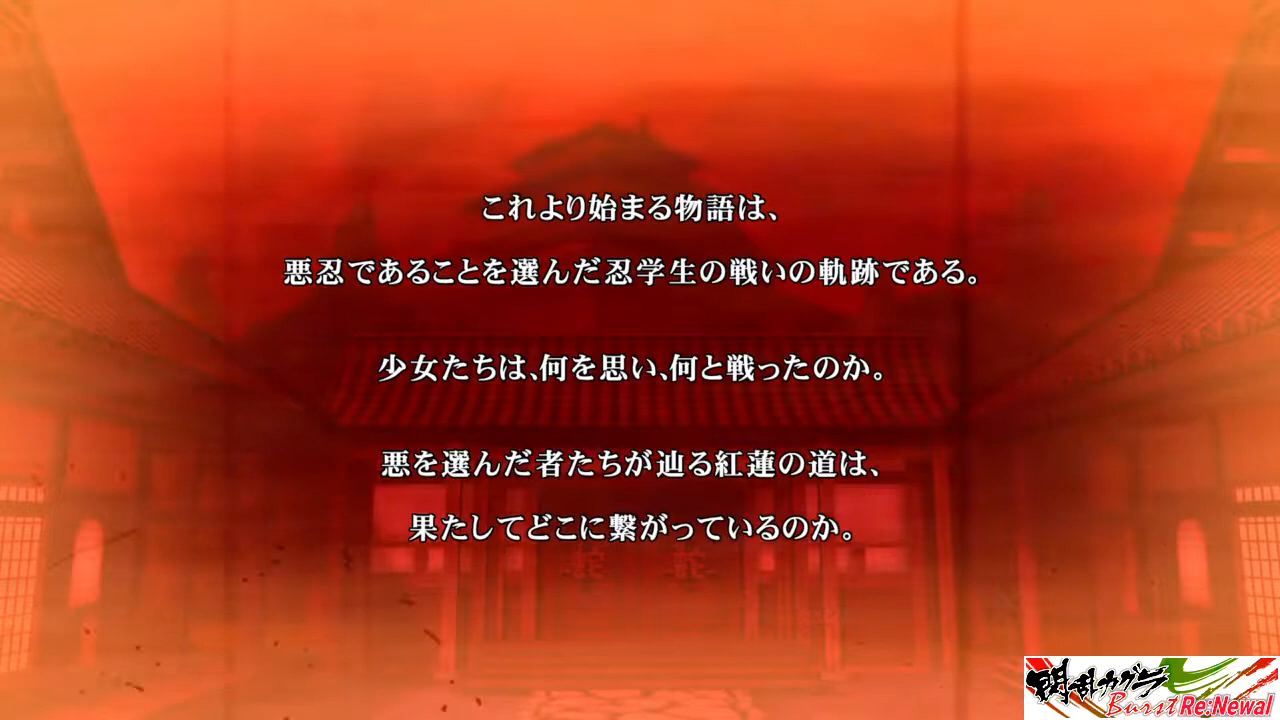 これより始まる物語は、
悪忍であることを選んだ忍学生の戦いの軌跡である。
少女たちは、何を思い、何と戦ったのか。
悪を選んだ者たちが辿る紅蓮の道は、
果たしてどこに繋がっているのか。
閃乱カグラ
Burst Re:Newal